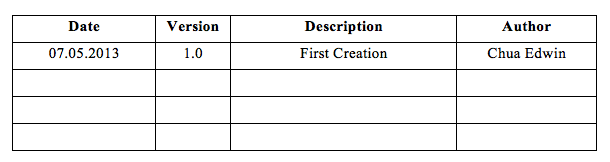 Date Version Description Author
07.05.2013 1.0 First Creation Chua Edwin